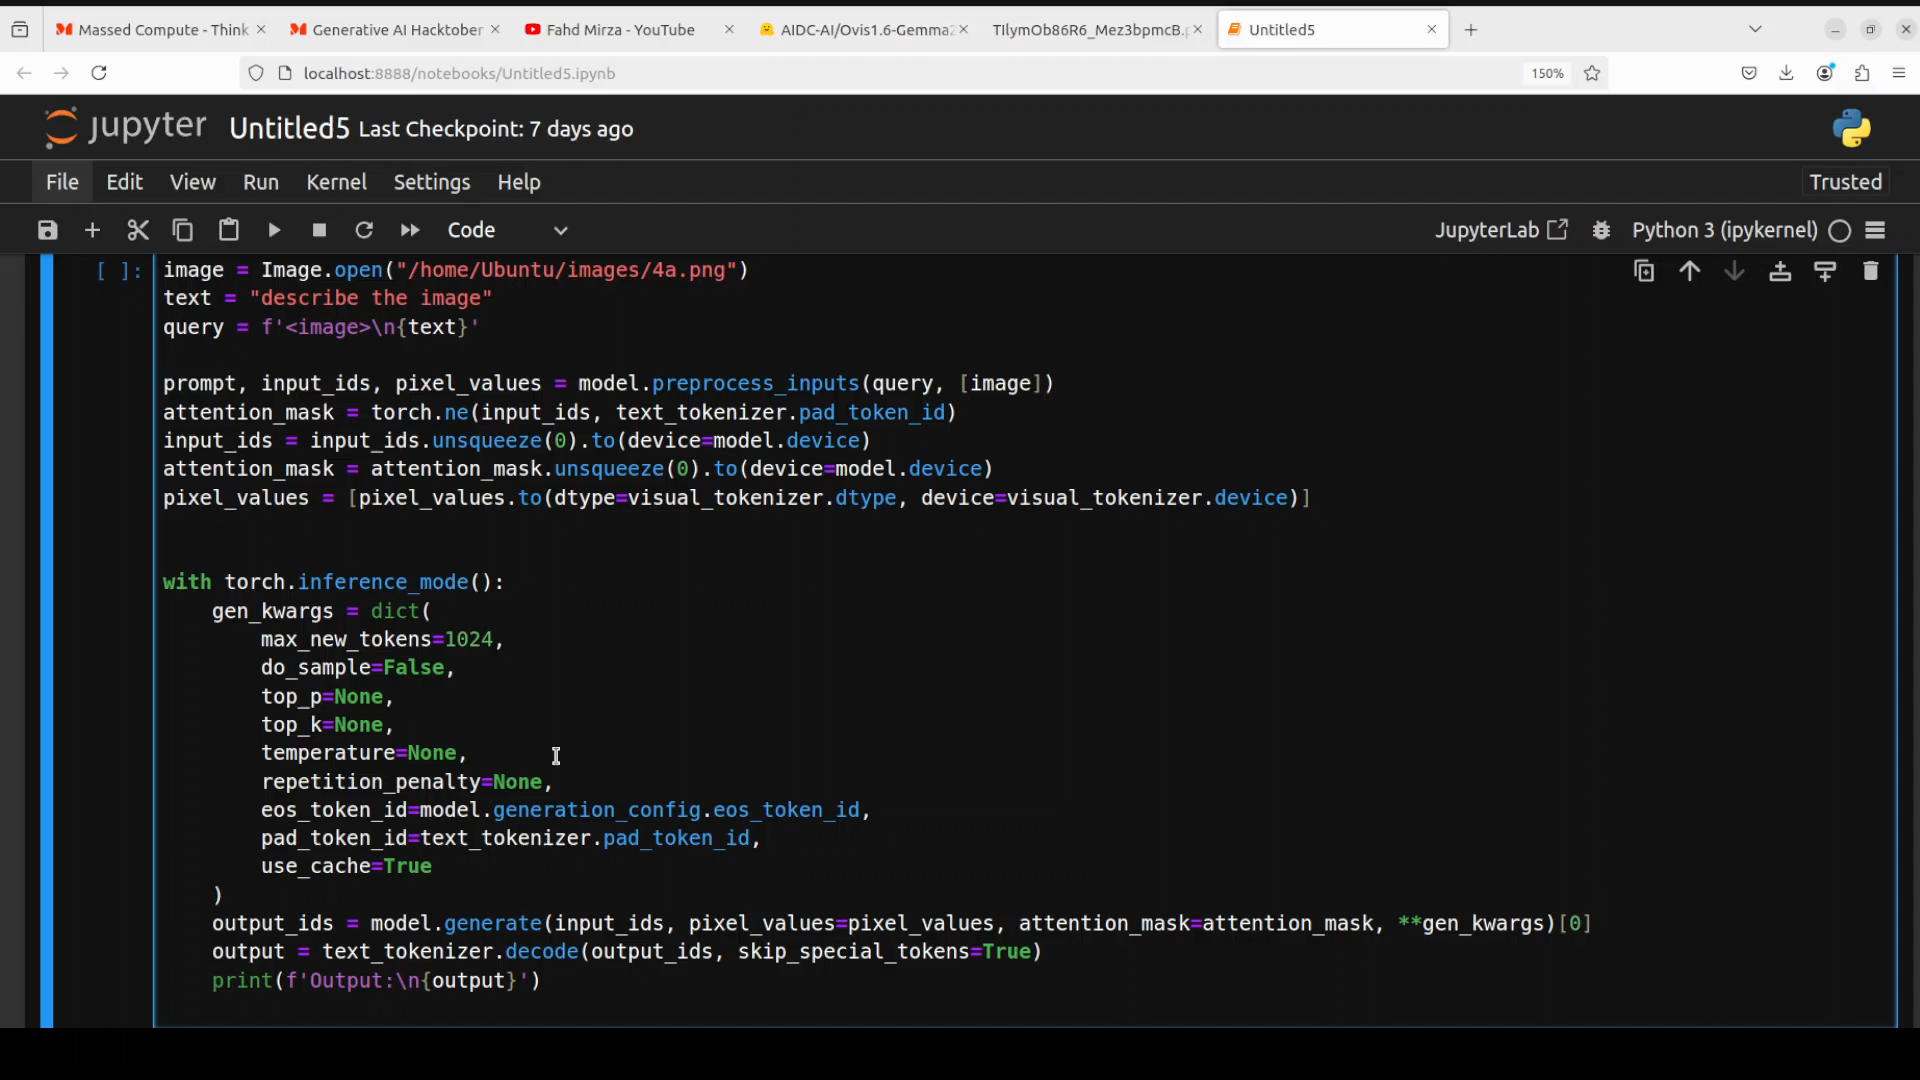 Massed Compute - Think
Generative AI Hacktober
Fahd Mirza - YouTube
AIDC-AI/Ovis1.6-Gemma2
TIlymOb86R6_Mez3bpmcB.p
Untitled5
localhost:8888/notebooks/Untitled5.ipynb
150%
jupyter Untitled5 Last Checkpoint: 7 days ago
File Edit View Run Kernel Settings Help Trusted
Code JupyterLab Python 3 (ipykernel)
[ ]: image = Image.open("/home/Ubuntu/images/4a.png")
text = "describe the image"
query = f'<image>\n{text}'
prompt, input_ids, pixel_values = model.preprocess_inputs(query, [image])
attention_mask = torch.ne(input_ids, text_tokenizer.pad_token_id)
input_ids = input_ids.unsqueeze(0).to(device=model.device)
attention_mask = attention_mask.unsqueeze(0).to(device=model.device)
pixel_values = [pixel_values.to(dtype=visual_tokenizer.dtype, device=visual_tokenizer.device)]
with torch.inference_mode():
    gen_kwargs = dict(
        max_new_tokens=1024,
        do_sample=False,
        top_p=None,
        top_k=None,
        temperature=None,
        repetition_penalty=None,
        eos_token_id=model.generation_config.eos_token_id,
        pad_token_id=text_tokenizer.pad_token_id,
        use_cache=True
    )
    output_ids = model.generate(input_ids, pixel_values=pixel_values, attention_mask=attention_mask, **gen_kwargs)[0]
    output = text_tokenizer.decode(output_ids, skip_special_tokens=True)
    print(f'Output:\n{output}')